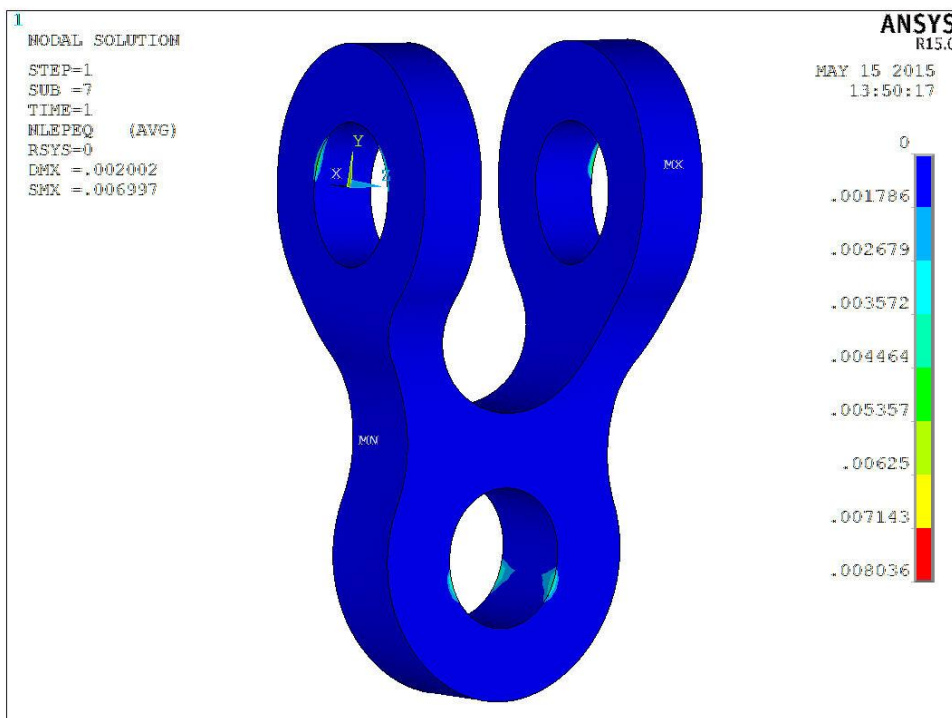 1
NODAL SOLUTION
STEP=1
SUB =7
TIME=1
NLEPEQ (AVG)
RSYS=0
DMX =.002002
SMX =.006997
ANSYS
R15.0
MAY 15 2015
13:50:17
0
.001786
.002679
.003572
.004464
.005357
.00625
.007143
.008036
Y
X
Z
MX
MN